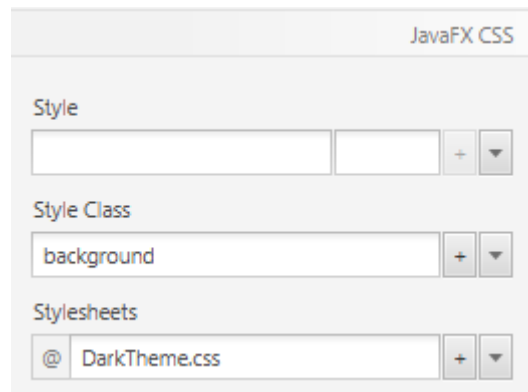 JavaFX CSS
Style
+
Style Class
background +
Stylesheets
@ DarkTheme.css +